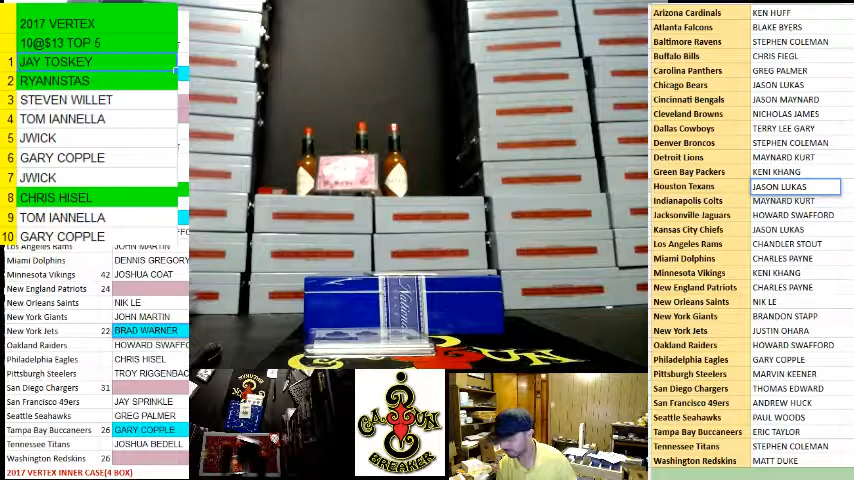 2017 VERTEX
10@$13 TOP 5
1 JAY TOSKEY
2 RYANNSTAS
3 STEVEN WILLET
4 TOM IANNELLA
5 JWICK
6 GARY COPPLE
7 JWICK
8 CHRIS HISEL
9 TOM IANNELLA
10 GARY COPPLE
Los Angeles Rams JOHN MARTIN
Miami Dolphins DENNIS GREGORY
Minnesota Vikings 42 JOSHUA COAT
New England Patriots 24
New Orleans Saints NIK LE
New York Giants JOHN MARTIN
New York Jets 22 BRAD WARNER
Oakland Raiders HOWARD SWAFFO
Philadelphia Eagles CHRIS HISEL
Pittsburgh Steelers TROY RIGGENBAC
San Diego Chargers 31
San Francisco 49ers JAY SPRINKLE
Seattle Seahawks GREG PALMER
Tampa Bay Buccaneers 26 GARY COPPLE
Tennessee Titans JOSHUA BEDELL
Washington Redskins 26
2017 VERTEX INNER CASE(4 BOX)
National
CAJUN
BREAKER
Arizona Cardinals KEN HUFF
Atlanta Falcons BLAKE BYERS
Baltimore Ravens STEPHEN COLEMAN
Buffalo Bills CHRIS FIEGL
Carolina Panthers GREG PALMER
Chicago Bears JASON LUKAS
Cincinnati Bengals JASON MAYNARD
Cleveland Browns NICHOLAS JAMES
Dallas Cowboys TERRY LEE GARY
Denver Broncos STEPHEN COLEMAN
Detroit Lions MAYNARD KURT
Green Bay Packers KENI KHANG
Houston Texans JASON LUKAS
Indianapolis Colts MAYNARD KURT
Jacksonville Jaguars HOWARD SWAFFORD
Kansas City Chiefs JASON LUKAS
Los Angeles Rams CHANDLER STOUT
Miami Dolphins CHARLES PAYNE
Minnesota Vikings KENI KHANG
New England Patriots CHARLES PAYNE
New Orleans Saints NIK LE
New York Giants BRANDON STAPP
New York Jets JUSTIN OHARA
Oakland Raiders HOWARD SWAFFORD
Philadelphia Eagles GARY COPPLE
Pittsburgh Steelers MARVIN KEENER
San Diego Chargers THOMAS EDWARD
San Francisco 49ers ANDREW HUCK
Seattle Seahawks PAUL WOODS
Tampa Bay Buccaneers ERIC TAYLOR
Tennessee Titans STEPHEN COLEMAN
Washington Redskins MATT DUKE